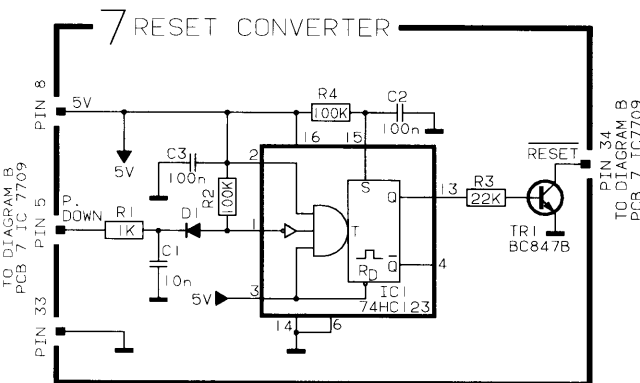 7 RESET CONVERTER
PIN 8
5V
5V
R4
100K
C2
100n
16
15
C3
100n
2
R2
100K
TO DIAGRAM B
PCB 7 IC 7709
PIN 5
P.
DOWN
R1
1K
D1
1
C1
10n
S
Q
T
RD
Q
13
R3
22K
RESET
TR1
BC847B
PIN 34
TO DIAGRAM B
PCB 7 IC7709
4
5V
3
IC1
74HC123
14
6
PIN 33